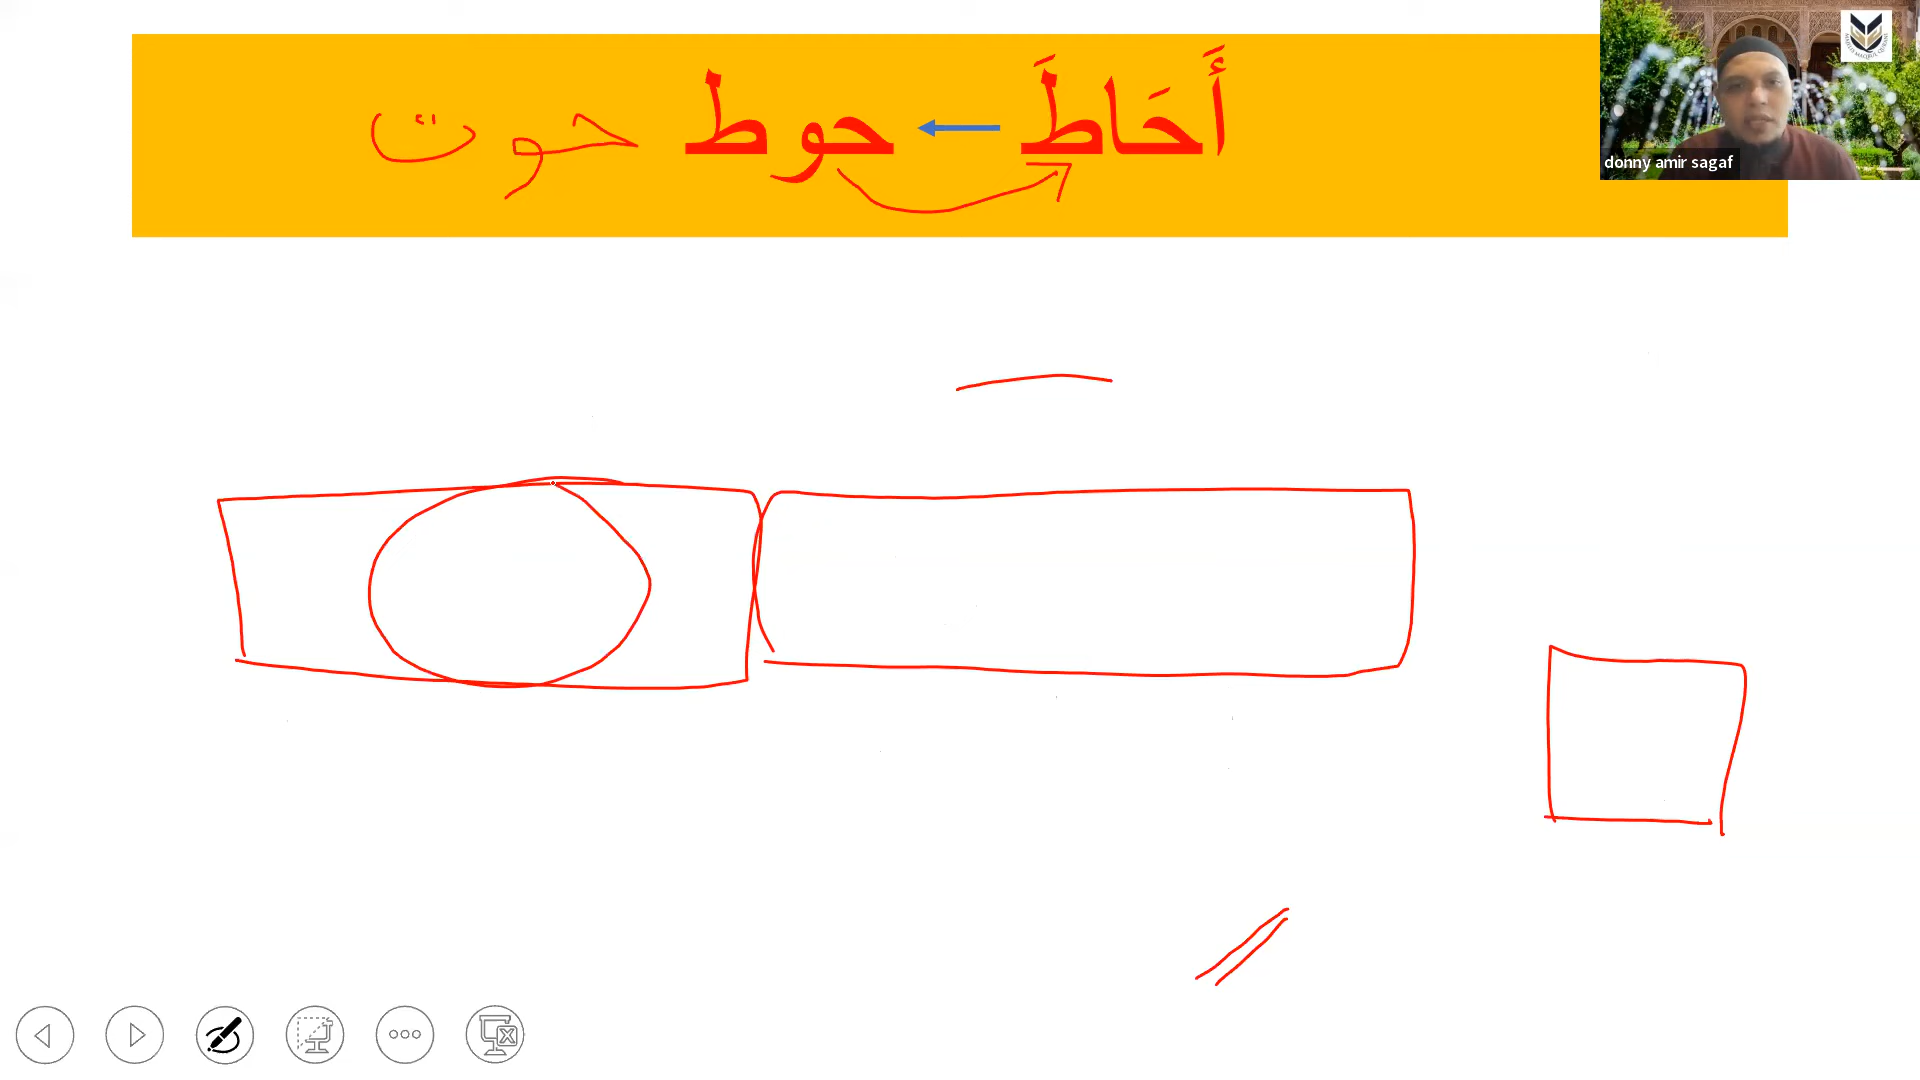 أَحَاطَ ← حوط حوت
donny amir sagaf